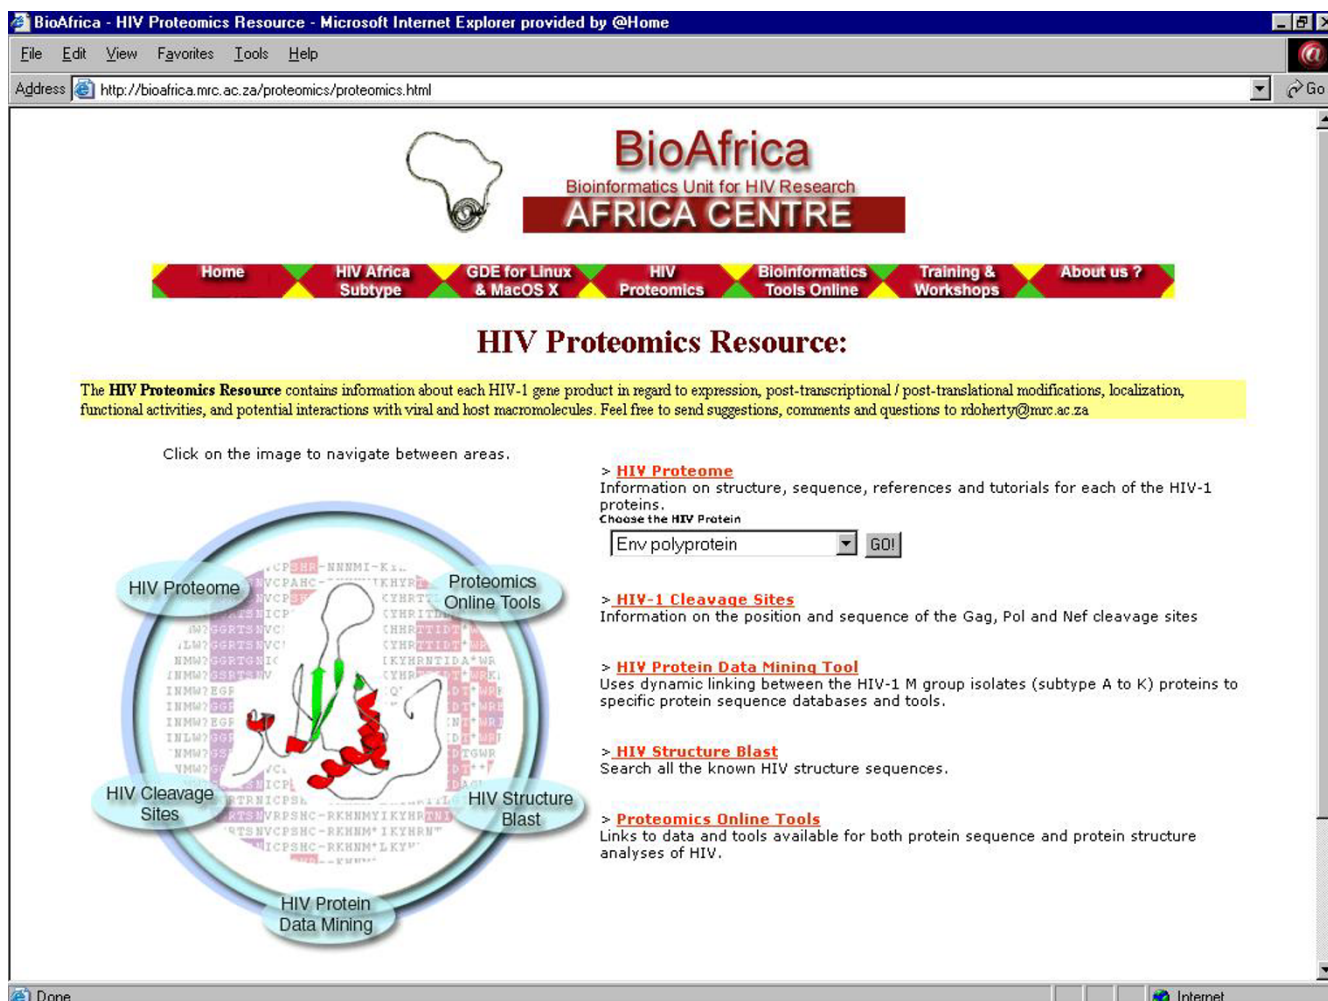 BioAfrica - HIV Proteomics Resource - Microsoft Internet Explorer provided by @Home
File Edit View Favorites Tools Help
Address http://bioafrica.mrc.ac.za/proteomics/proteomics.html Go
BioAfrica
Bioinformatics Unit for HIV Research
AFRICA CENTRE
Home HIV Africa GDE for Linux HIV Bioinformatics Training & About us ?
Subtype & MacOS X Proteomics Tools Online Workshops
HIV Proteomics Resource:
The HIV Proteomics Resource contains information about each HIV-1 gene product in regard to expression, post-transcriptional / post-translational modifications, localization,
functional activities, and potential interactions with viral and host macromolecules. Feel free to send suggestions, comments and questions to rdoherty@mrc.ac.za
Click on the image to navigate between areas.
HIV Proteome
Proteomics
Online Tools
HIV Cleavage
Sites
HIV Structure
Blast
HIV Protein
Data Mining
> HIV Proteome
Information on structure, sequence, references and tutorials for each of the HIV-1
proteins.
Choose the HIV Protein
Env polyprotein GO!
> HIV-1 Cleavage Sites
Information on the position and sequence of the Gag, Pol and Nef cleavage sites
> HIV Protein Data Mining Tool
Uses dynamic linking between the HIV-1 M group isolates (subtype A to K) proteins to
specific protein sequence databases and tools.
> HIV Structure Blast
Search all the known HIV structure sequences.
> Proteomics Online Tools
Links to data and tools available for both protein sequence and protein structure
analyses of HIV.
Done Internet